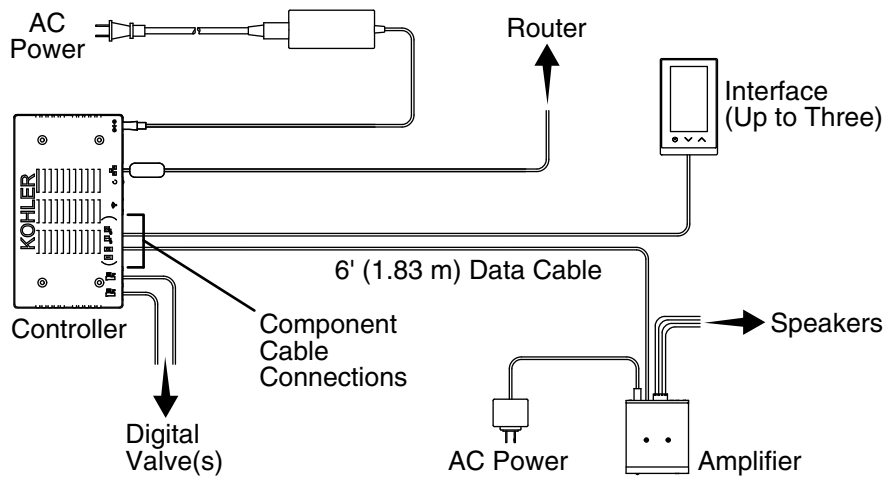 AC
Power
Router
Interface
(Up to Three)
KOHLER
6' (1.83 m) Data Cable
Controller
Component
Cable
Connections
Speakers
Digital
Valve(s)
AC Power
Amplifier